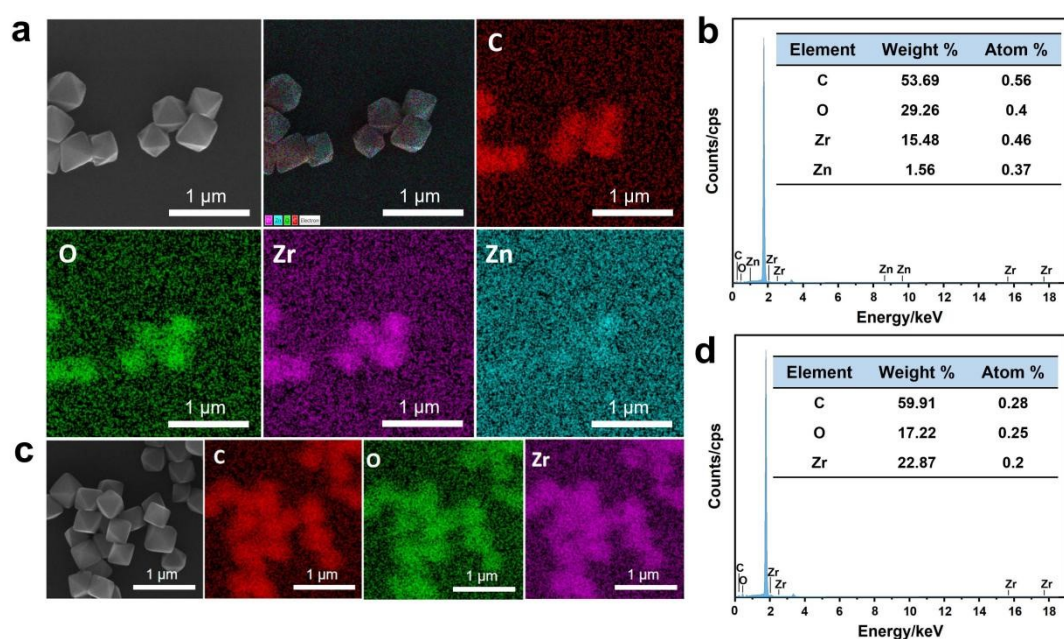 a
1 μm
1 μm
Electron
C
1 μm
O
1 μm
Zr
1 μm
Zn
1 μm
b
Counts/cps
Element Weight % Atom %
C 53.69 0.56
O 29.26 0.4
Zr 15.48 0.46
Zn 1.56 0.37
C O Zn Zr Zr Zn Zn Zr Zr
0 2 4 6 8 10 12 14 16 18
Energy/keV
c
1 μm
C
1 μm
O
1 μm
Zr
1 μm
d
Counts/cps
Element Weight % Atom %
C 59.91 0.28
O 17.22 0.25
Zr 22.87 0.2
C O Zr Zr Zr Zr
0 2 4 6 8 10 12 14 16 18
Energy/keV